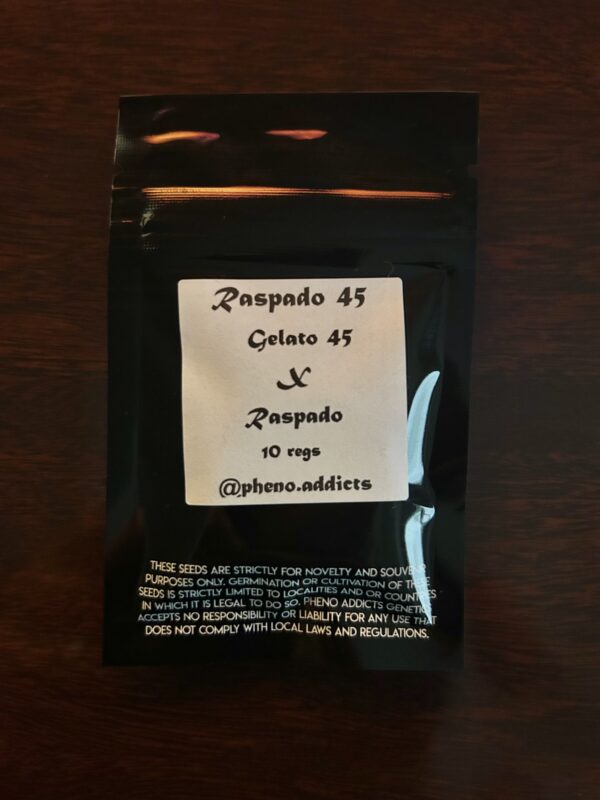 Raspado 45
Gelato 45
X
Raspado
10 regs
@pheno.addicts
THESE SEEDS ARE STRICTLY FOR NOVELTY AND SOUVENIR
PURPOSES ONLY. GERMINATION OR CULTIVATION OF THESE
SEEDS IS STRICTLY LIMITED TO LOCALITIES AND OR COUNTRIES
IN WHICH IT IS LEGAL TO DO SO. PHENO ADDICTS GENETICS
ACCEPTS NO RESPONSIBILITY OR LIABILITY FOR ANY USE THAT
DOES NOT COMPLY WITH LOCAL LAWS AND REGULATIONS.